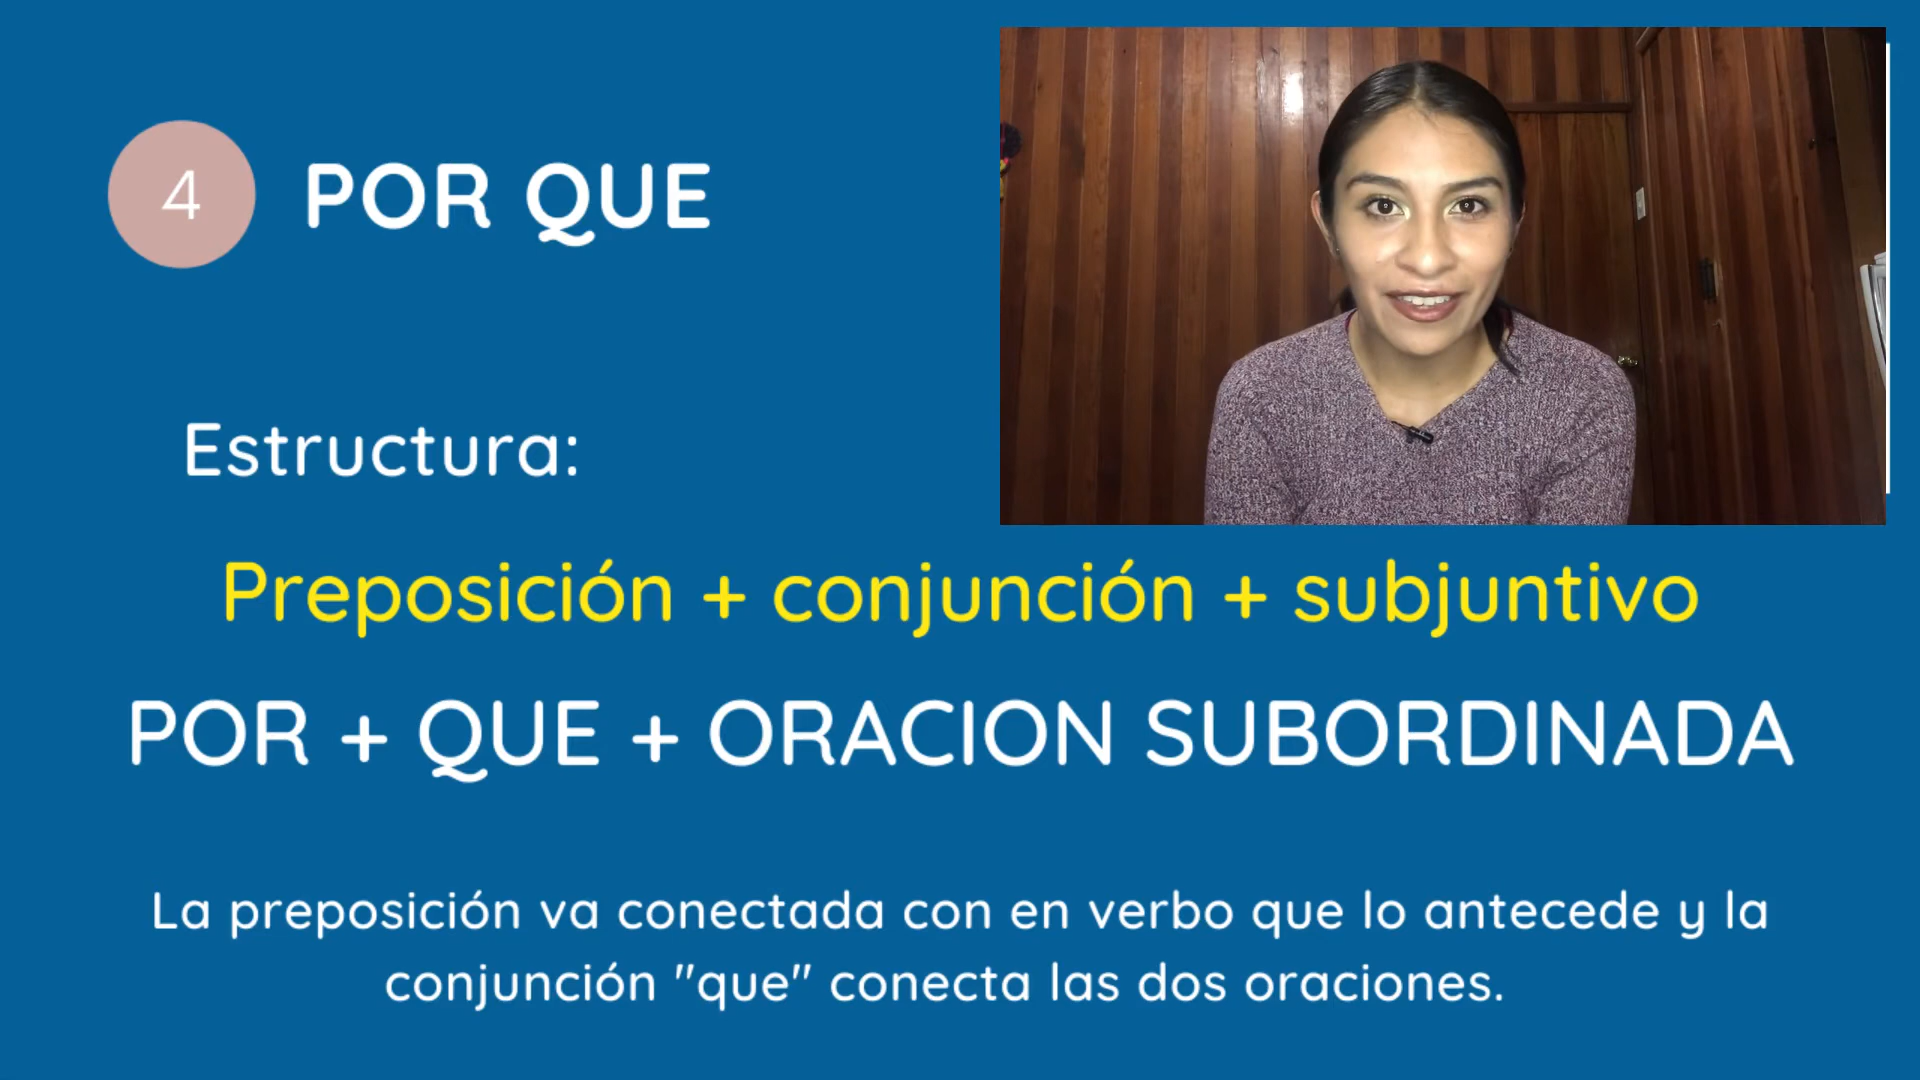 4 POR QUE
Estructura:
Preposición + conjunción + subjuntivo
POR + QUE + ORACION SUBORDINADA
La preposición va conectada con en verbo que lo antecede y la
conjunción "que" conecta las dos oraciones.